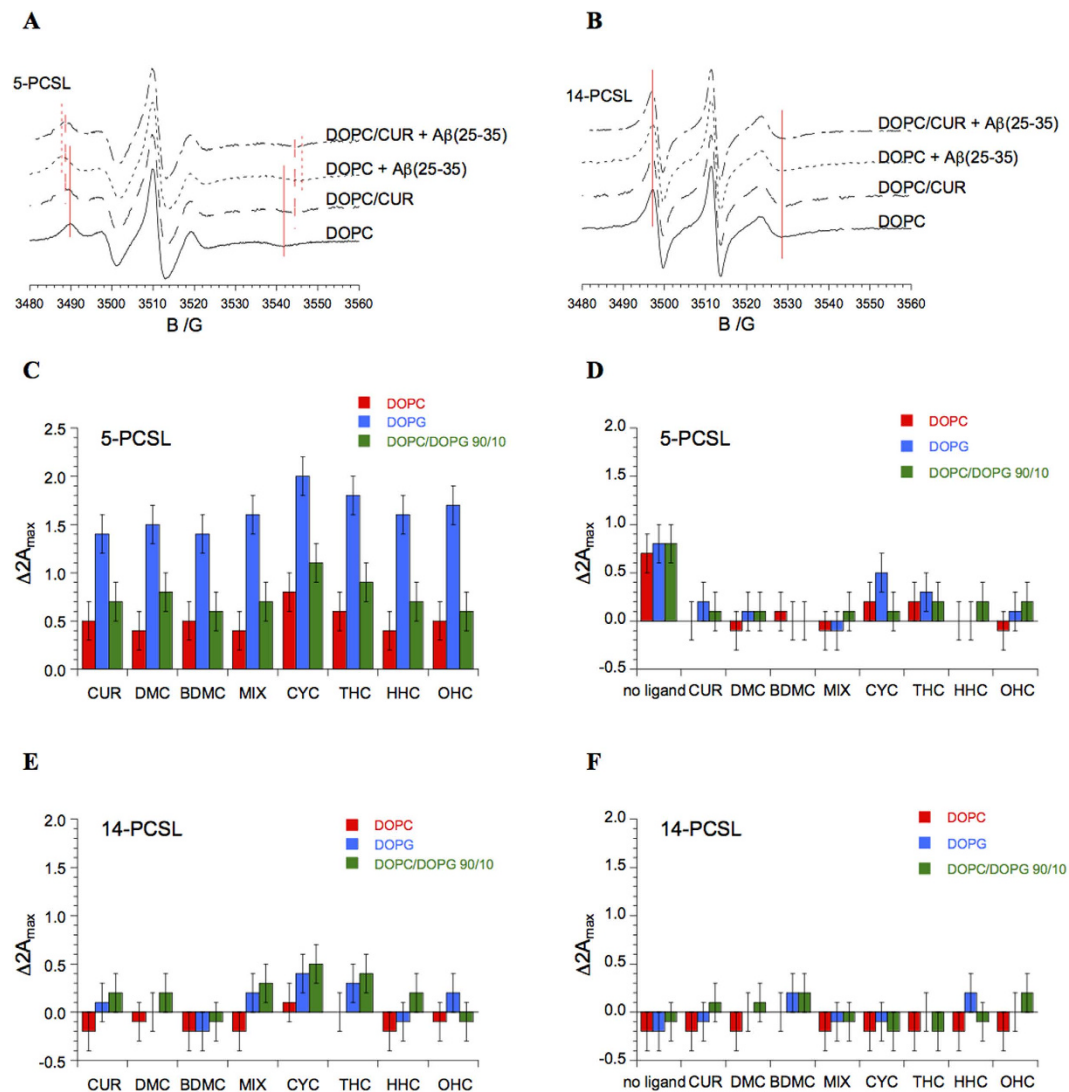 A
5-PCSL
DOPC/CUR + Aβ(25-35)
DOPC + Aβ(25-35)
DOPC/CUR
DOPC
3480 3490 3500 3510 3520 3530 3540 3550 3560
B /G
B
14-PCSL
DOPC/CUR + Aβ(25-35)
DOPC + Aβ(25-35)
DOPC/CUR
DOPC
3480 3490 3500 3510 3520 3530 3540 3550 3560
B /G
C
5-PCSL
DOPC
DOPG
DOPC/DOPG 90/10
Δ2Amax
2.5
2.0
1.5
1.0
0.5
0.0
CUR DMC BDMC MIX CYC THC HHC OHC
D
5-PCSL
DOPC
DOPG
DOPC/DOPG 90/10
Δ2Amax
2.0
1.5
1.0
0.5
0.0
-0.5
no ligand CUR DMC BDMC MIX CYC THC HHC OHC
E
14-PCSL
DOPC
DOPG
DOPC/DOPG 90/10
Δ2Amax
2.0
1.5
1.0
0.5
0.0
-0.5
CUR DMC BDMC MIX CYC THC HHC OHC
F
14-PCSL
DOPC
DOPG
DOPC/DOPG 90/10
Δ2Amax
2.0
1.5
1.0
0.5
0.0
-0.5
no ligand CUR DMC BDMC MIX CYC THC HHC OHC